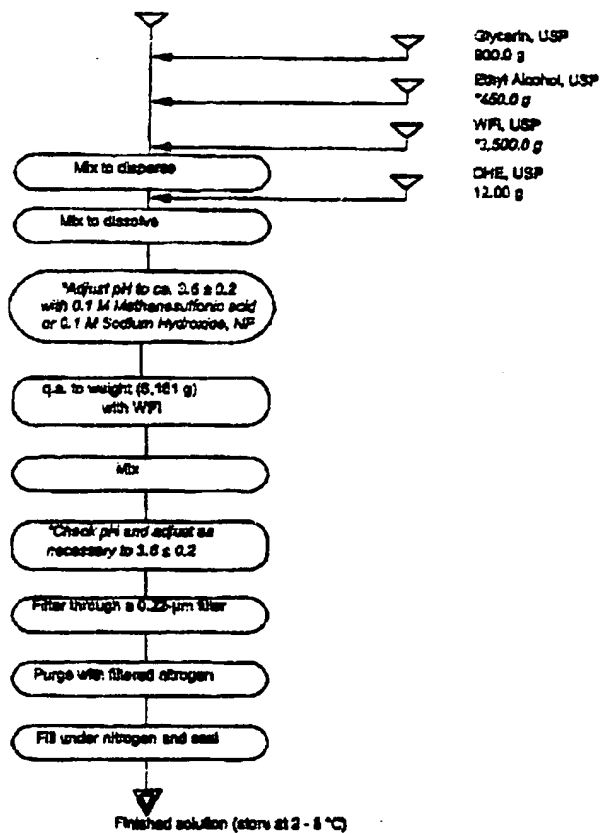 Glycerin, USP
900.0 g
Ethyl Alcohol, USP
*450.0 g
WFI, USP
DHE, USP
12.00 g
Mix to disperse
Mix to dissolve
*Adjust pH to ca. 3.6 ± 0.2
with 0.1 M Methanesulfonic acid
or 0.1 M Sodium Hydroxide, NF
q.s. to weight (6,161 g)
with WFI
Mix
*Check pH and adjust as
necessary to 3.6 ± 0.2
Filter through a 0.22-µm filter
Purge with filtered nitrogen
Fill under nitrogen and seal
Finished solution (store at 2 - 8 °C)